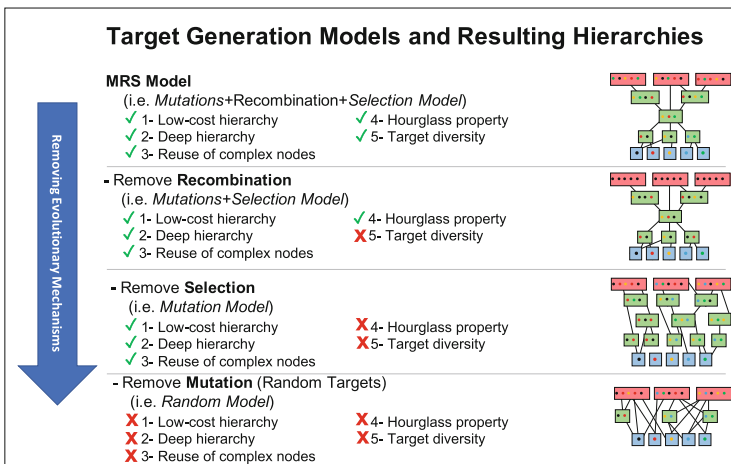 Target Generation Models and Resulting Hierarchies
Removing Evolutionary Mechanisms
MRS Model
(i.e. Mutations+Recombination+Selection Model)
✓ 1- Low-cost hierarchy ✓ 4- Hourglass property
✓ 2- Deep hierarchy ✓ 5- Target diversity
✓ 3- Reuse of complex nodes
- Remove Recombination
(i.e. Mutations+Selection Model)
✓ 1- Low-cost hierarchy ✓ 4- Hourglass property
✓ 2- Deep hierarchy X 5- Target diversity
✓ 3- Reuse of complex nodes
- Remove Selection
(i.e. Mutation Model)
✓ 1- Low-cost hierarchy X 4- Hourglass property
✓ 2- Deep hierarchy X 5- Target diversity
✓ 3- Reuse of complex nodes
- Remove Mutation (Random Targets)
(i.e. Random Model)
X 1- Low-cost hierarchy X 4- Hourglass property
X 2- Deep hierarchy X 5- Target diversity
X 3- Reuse of complex nodes